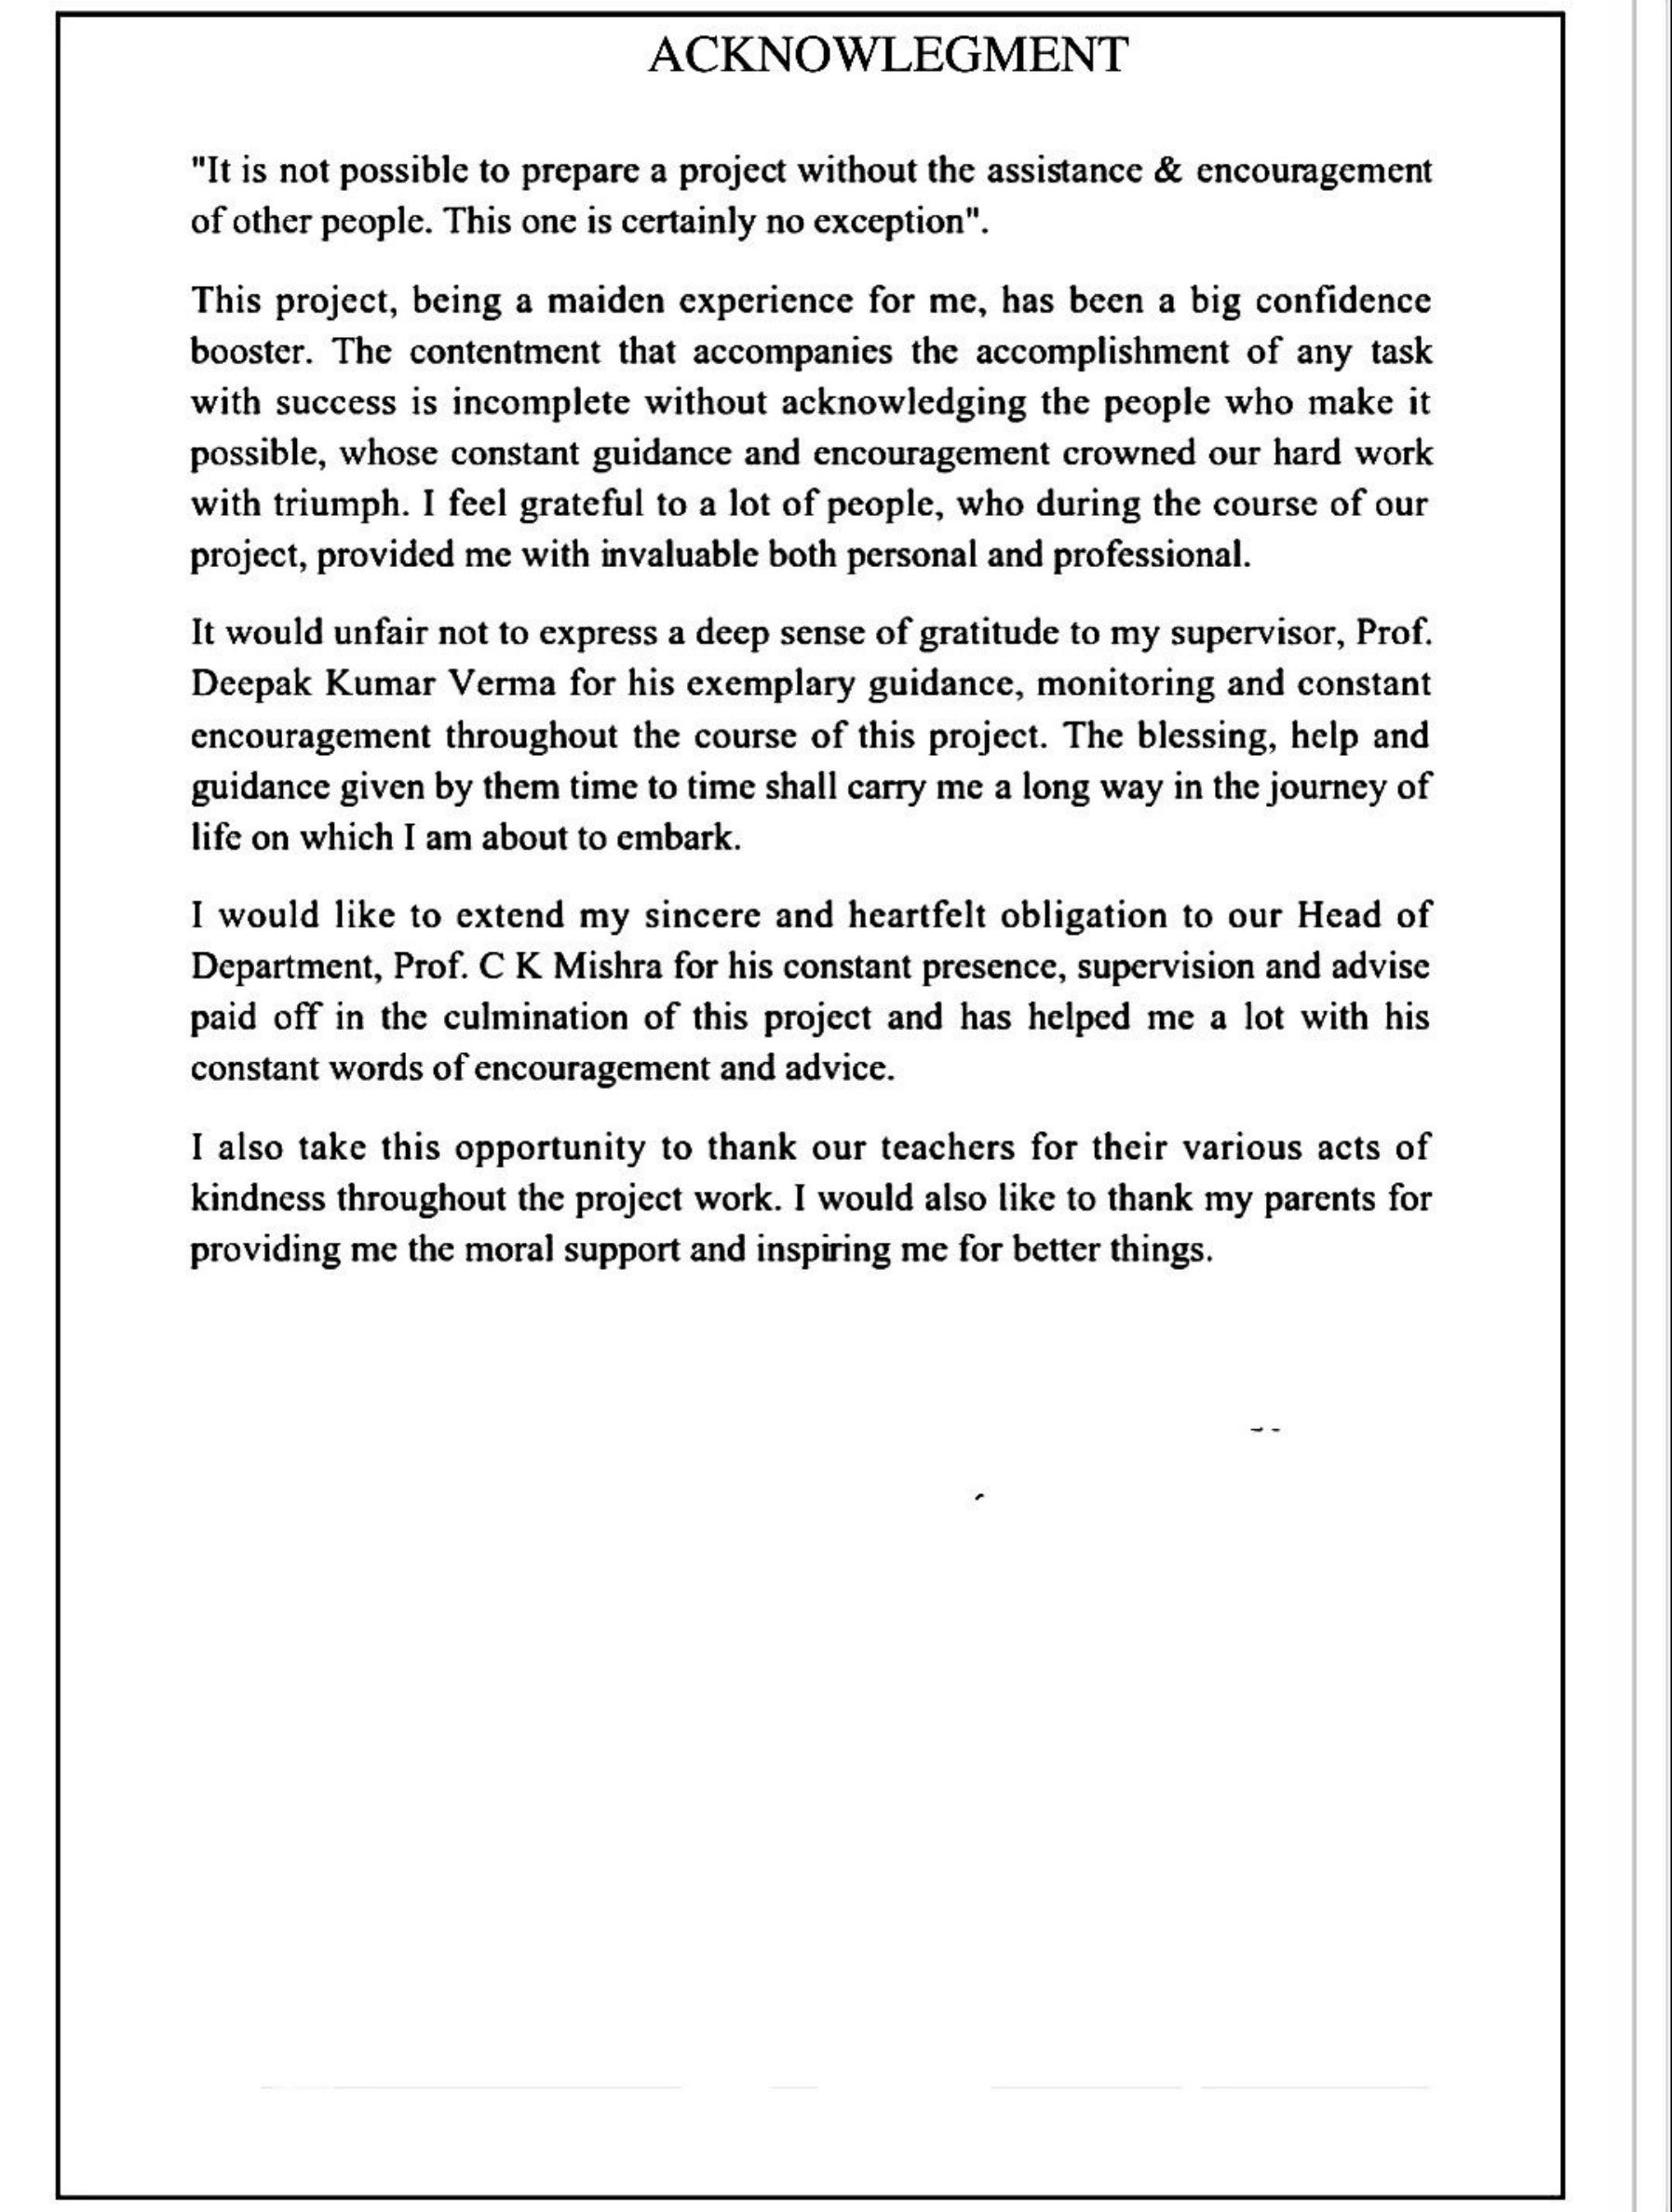 ACKNOWLEGMENT
"It is not possible to prepare a project without the assistance & encouragement
of other people. This one is certainly no exception".
This project, being a maiden experience for me, has been a big confidence
booster. The contentment that accompanies the accomplishment of any task
with success is incomplete without acknowledging the people who make it
possible, whose constant guidance and encouragement crowned our hard work
with triumph. I feel grateful to a lot of people, who during the course of our
project, provided me with invaluable both personal and professional.
It would unfair not to express a deep sense of gratitude to my supervisor, Prof.
Deepak Kumar Verma for his exemplary guidance, monitoring and constant
encouragement throughout the course of this project. The blessing, help and
guidance given by them time to time shall carry me a long way in the journey of
life on which I am about to embark.
I would like to extend my sincere and heartfelt obligation to our Head of
Department, Prof. C K Mishra for his constant presence, supervision and advise
paid off in the culmination of this project and has helped me a lot with his
constant words of encouragement and advice.
I also take this opportunity to thank our teachers for their various acts of
kindness throughout the project work. I would also like to thank my parents for
providing me the moral support and inspiring me for better things.